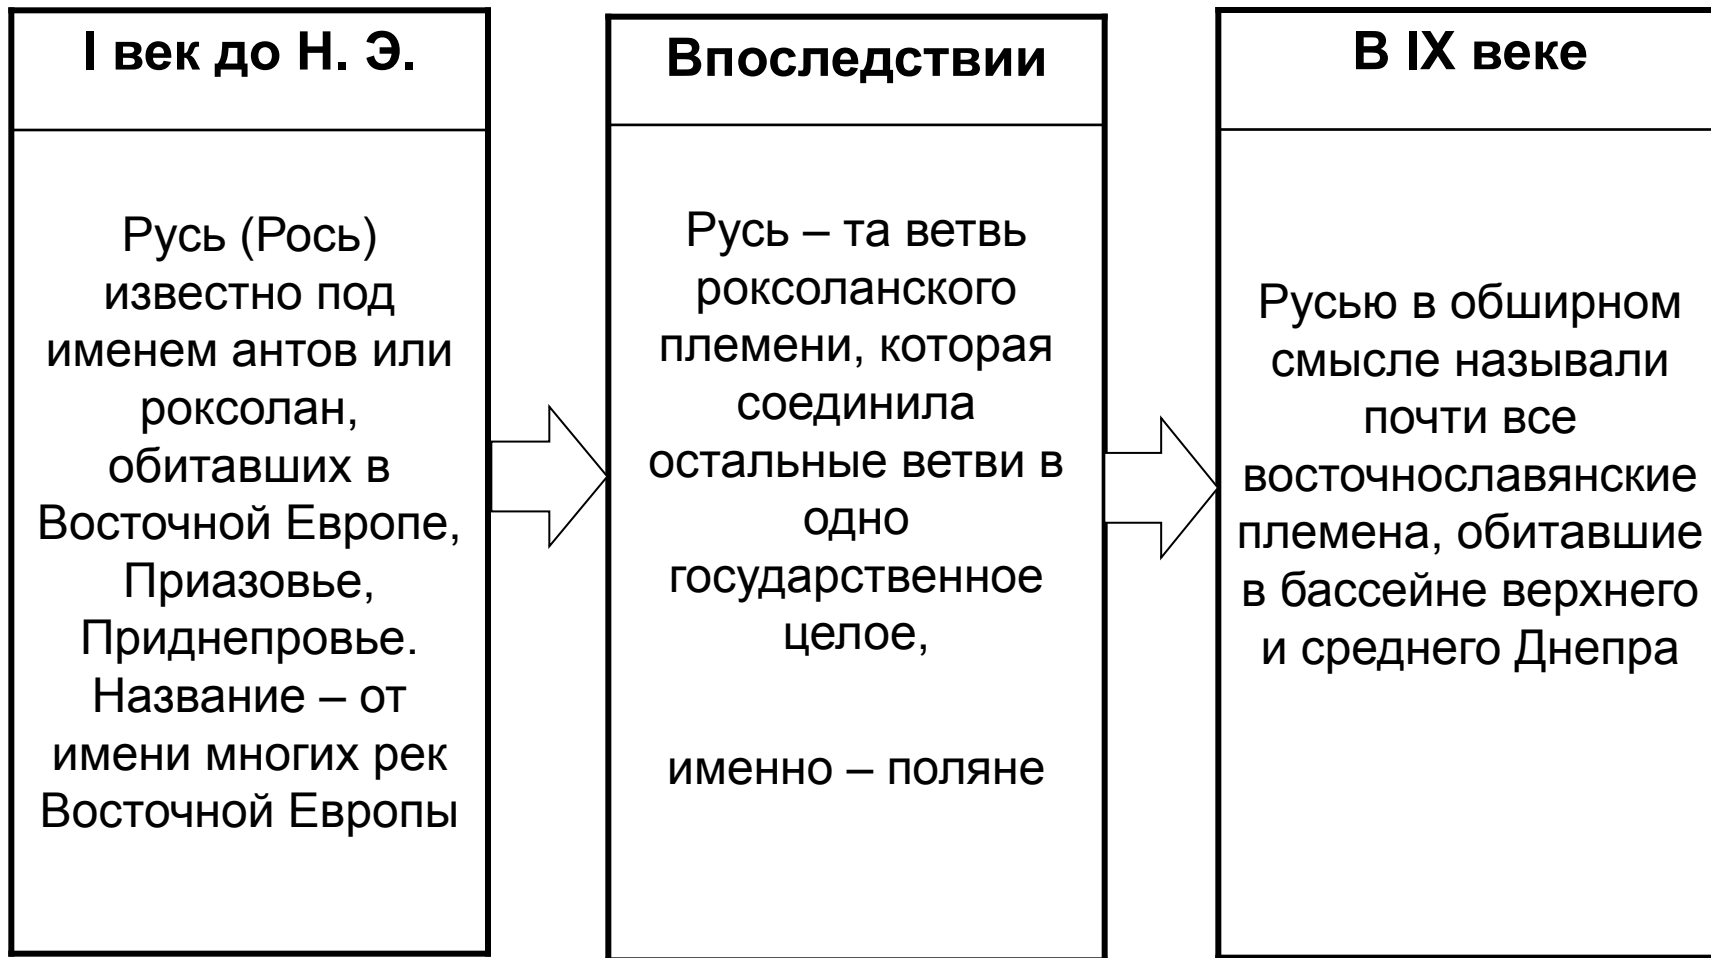 I век до Н. Э.
Русь (Рось)
известно под
именем антов или
роксолан,
обитавших в
Восточной Европе,
Приазовье,
Приднепровье.
Название – от
имени многих рек
Восточной Европы
Впоследствии
Русь – та ветвь
роксоланского
племени, которая
соединила
остальные ветви в
одно
государственное
целое,
именно – поляне
В IX веке
Русью в обширном
смысле называли
почти все
восточнославянские
племена, обитавшие
в бассейне верхнего
и среднего Днепра